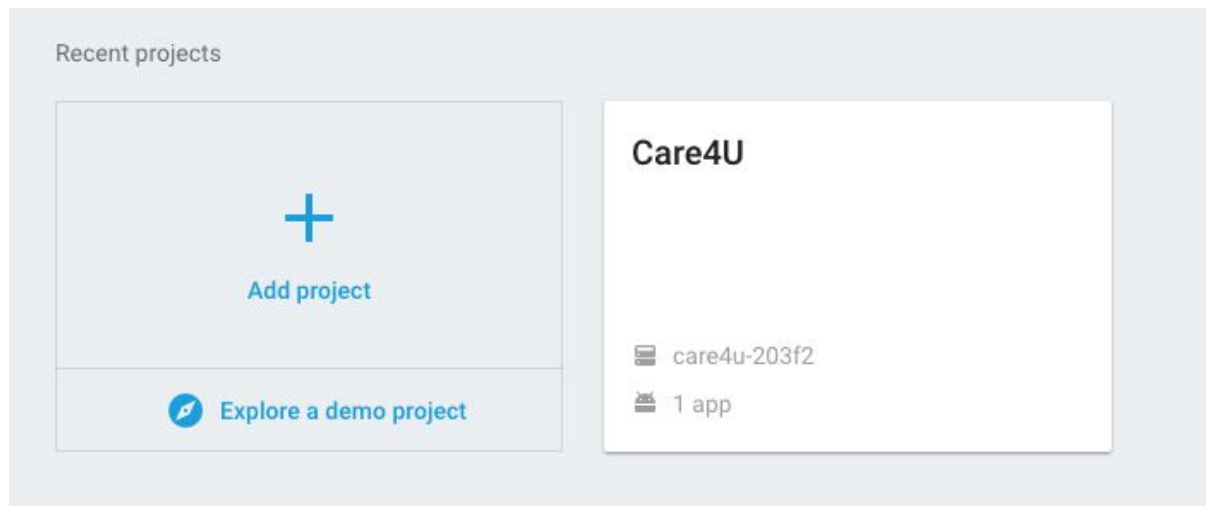 Recent projects
Add project
Explore a demo project
Care4U
care4u-203f2
1 app